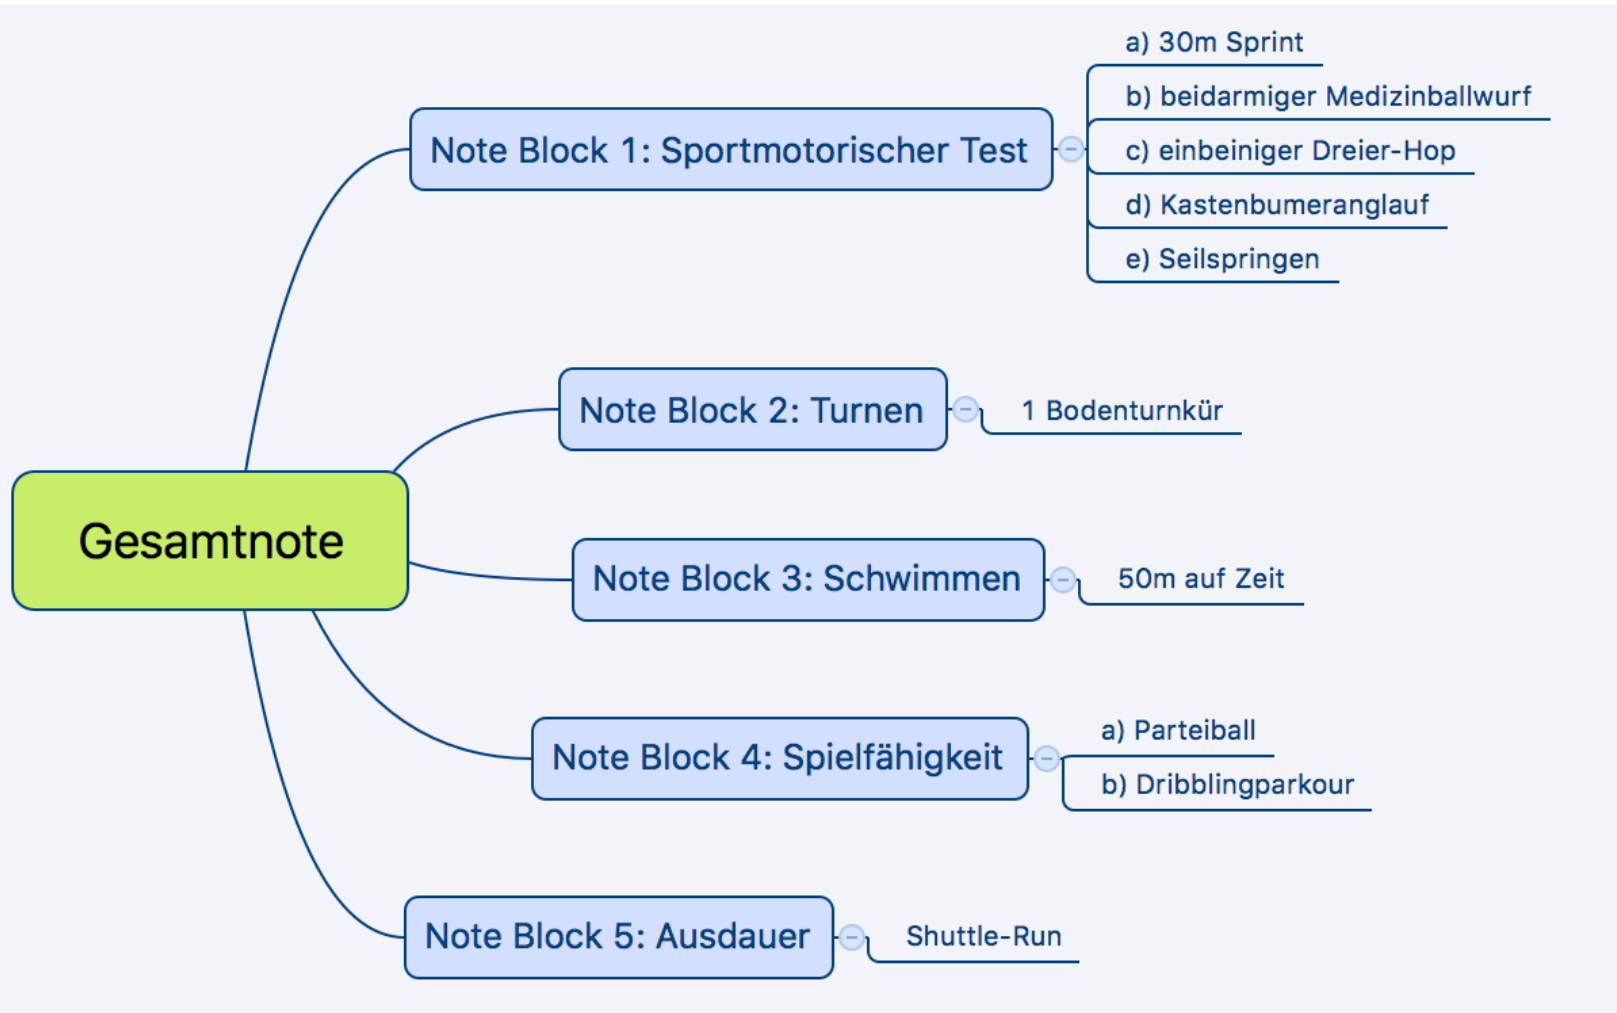 Gesamtnote
Note Block 1: Sportmotorischer Test
a) 30m Sprint
b) beidarmiger Medizinballwurf
c) einbeiniger Dreier-Hop
d) Kastenbumeranglauf
e) Seilspringen
Note Block 2: Turnen
1 Bodenturnkür
Note Block 3: Schwimmen
50m auf Zeit
Note Block 4: Spielfähigkeit
a) Parteiball
b) Dribblingparkour
Note Block 5: Ausdauer
Shuttle-Run